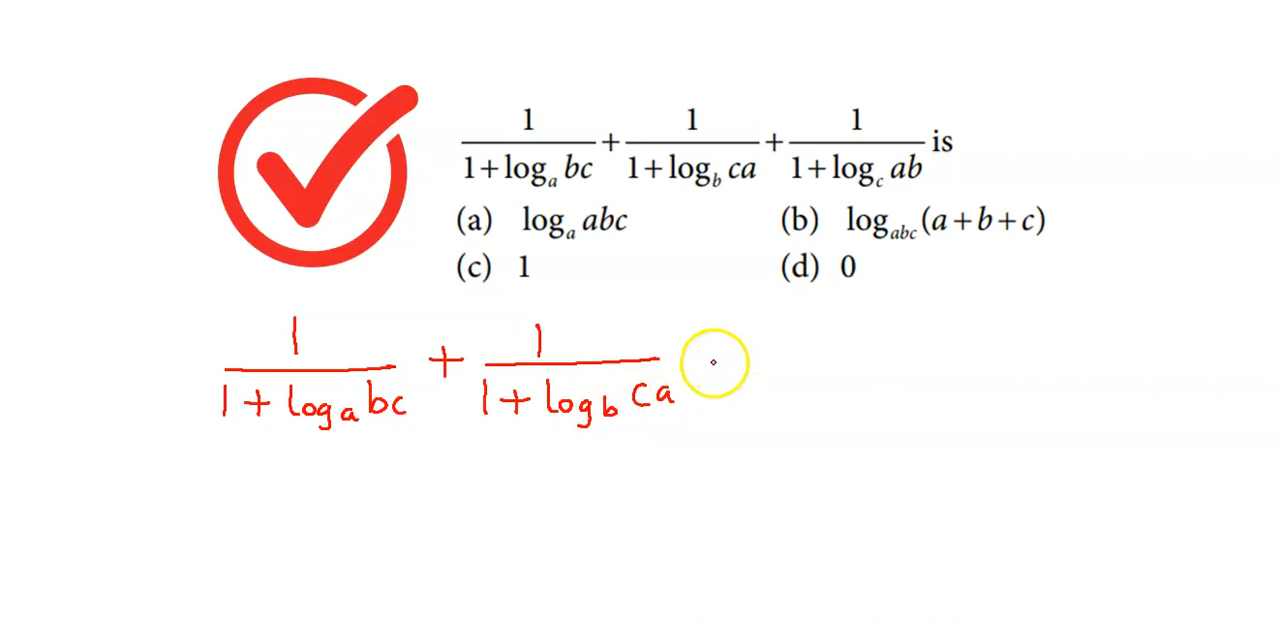 1/(1+log_a bc) + 1/(1+log_b ca) + 1/(1+log_c ab) is
(a) log_a abc (b) log_abc (a+b+c)
(c) 1 (d) 0
1/(1 + log_a bc) + 1/(1 + log_b ca)